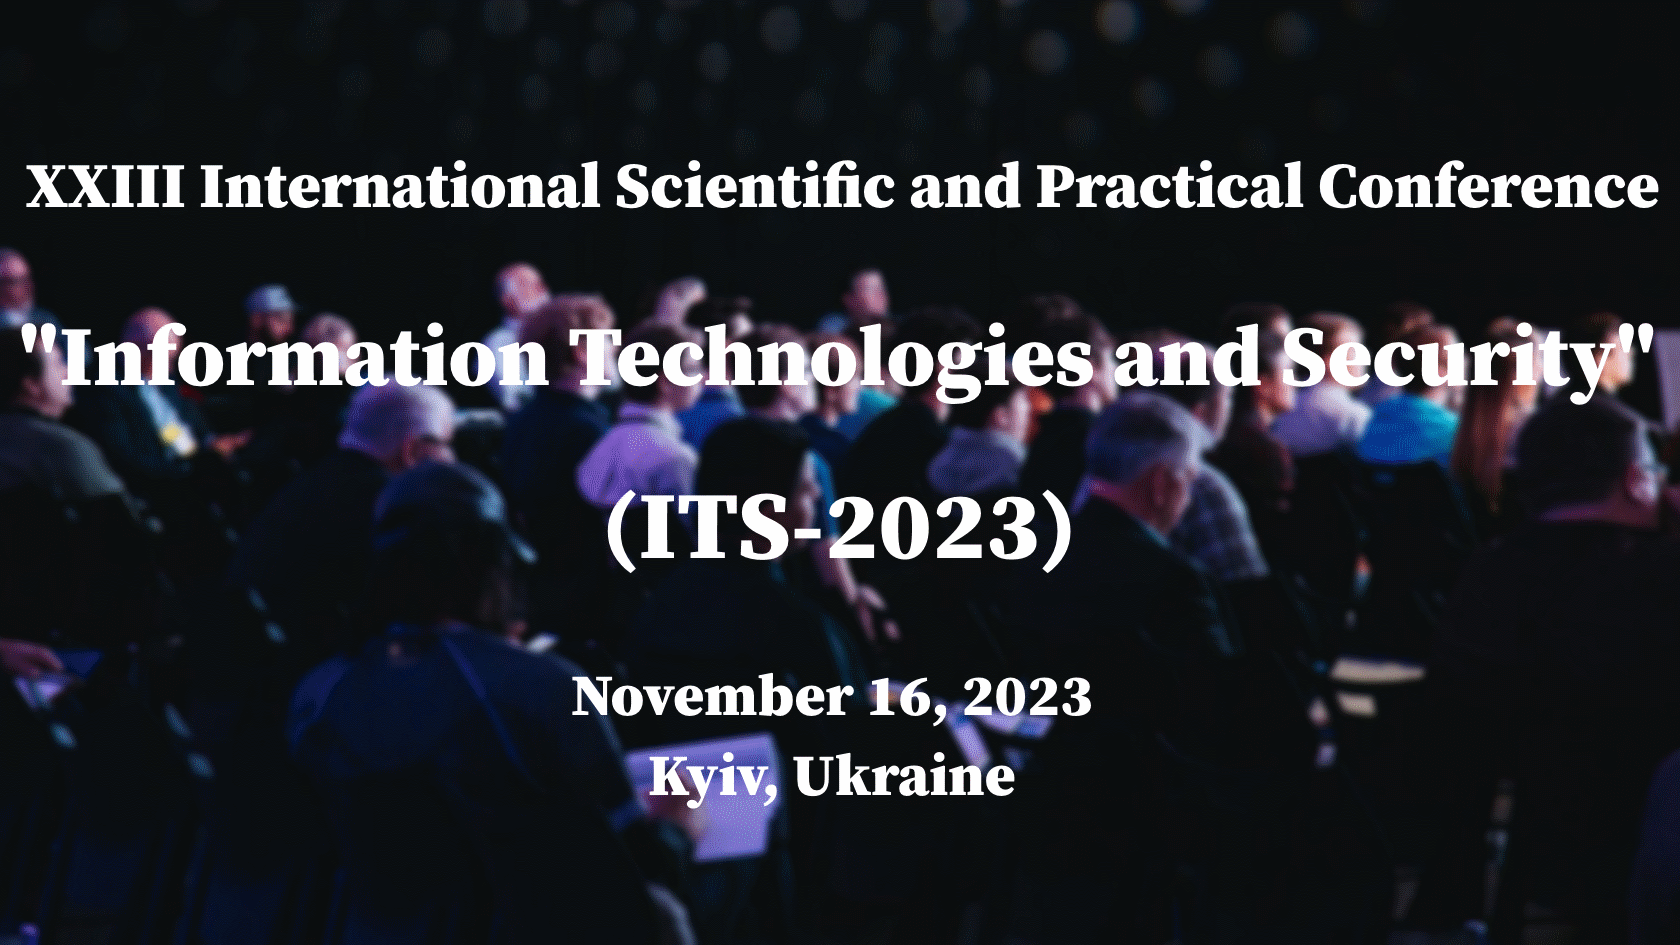 XXIII International Scientific and Practical Conference
"Information Technologies and Security"
(ITS-2023)
November 16, 2023
Kyiv, Ukraine